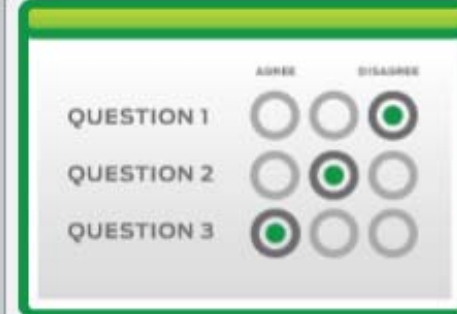 AGREE DISAGREE
QUESTION 1
QUESTION 2
QUESTION 3